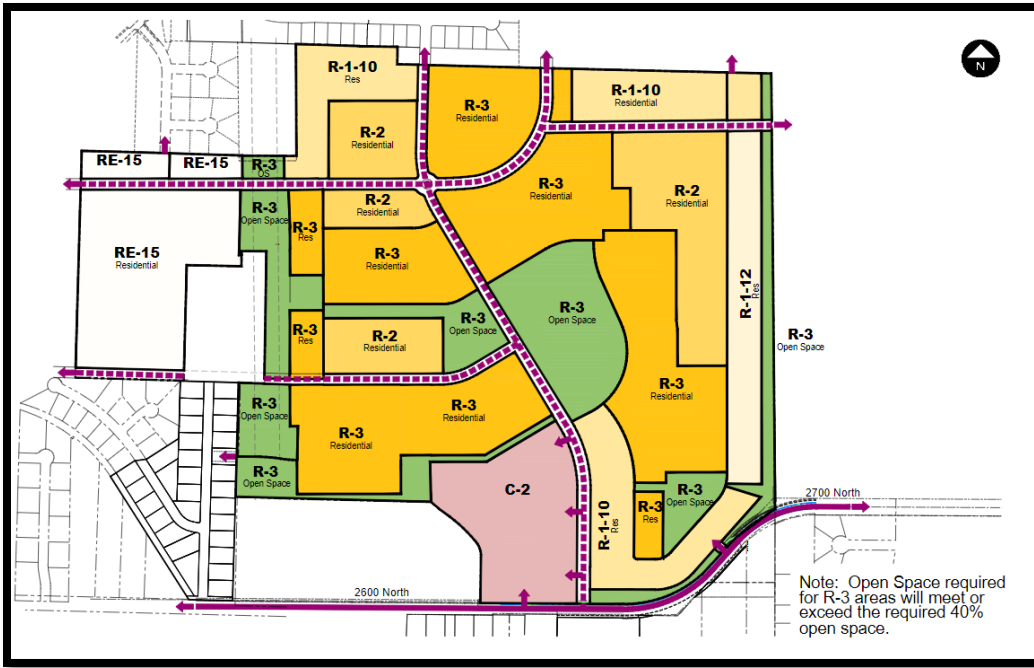 N
R-1-10
Res
R-3
Residential
R-1-10
Residential
R-2
Residential
RE-15
RE-15
R-3
OS
R-3
Residential
R-2
Residential
R-2
Residential
R-3
Open Space
R-3
Res
RE-15
Residential
R-3
Residential
R-1-12
Res
R-3
Open Space
R-3
Open Space
R-3
Res
R-2
Residential
R-3
Open Space
R-3
Residential
R-3
Open Space
R-3
Residential
R-3
Residential
R-3
Open Space
C-2
R-3
Open Space
R-3
Res
R-1-10
Res
2700 North
2600 North
Note: Open Space required
for R-3 areas will meet or
exceed the required 40%
open space.